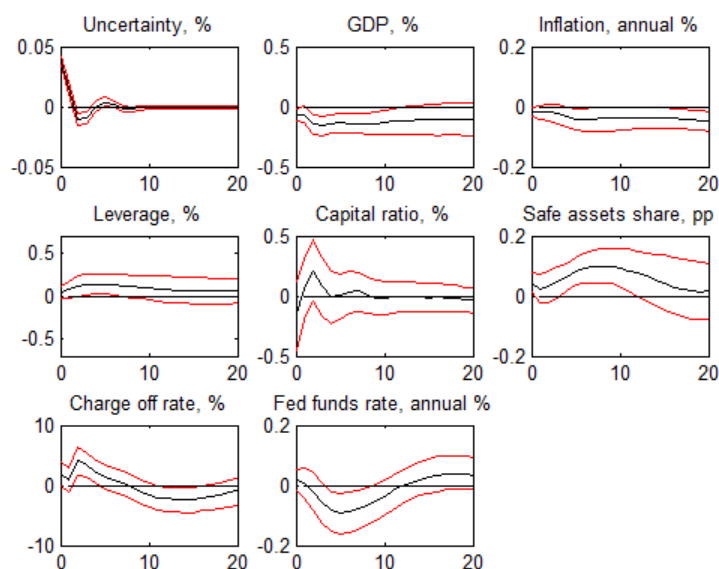 Uncertainty, %
0.05
0
-0.05
0 10 20
GDP, %
0.5
0
-0.5
0 10 20
Inflation, annual %
0.2
0
-0.2
0 10 20
Leverage, %
0.5
0
-0.5
0 10 20
Capital ratio, %
0.5
0
-0.5
0 10 20
Safe assets share, pp
0.2
0
-0.2
0 10 20
Charge off rate, %
10
0
-10
0 10 20
Fed funds rate, annual %
0.2
0
-0.2
0 10 20